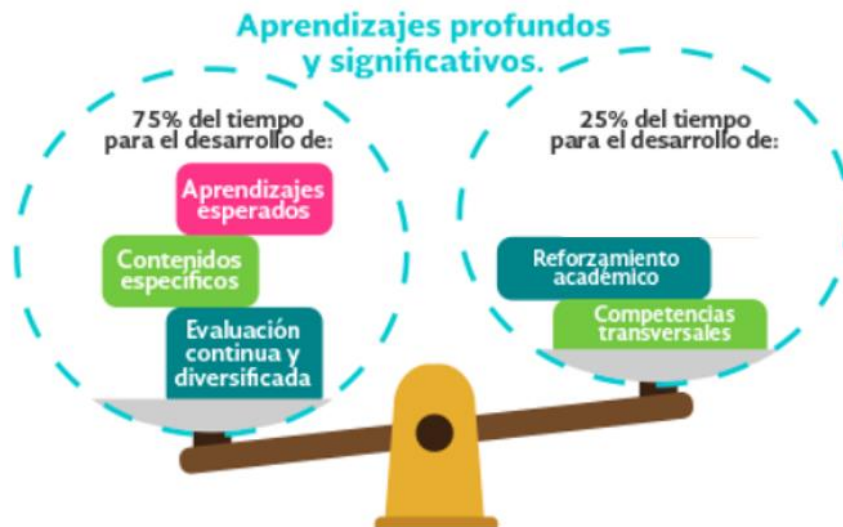 Aprendizajes profundos
y significativos.
75% del tiempo
para el desarrollo de:
Aprendizajes
esperados
Contenidos
específicos
Evaluación
continua y
diversificada
25% del tiempo
para el desarrollo de:
Reforzamiento
académico
Competencias
transversales